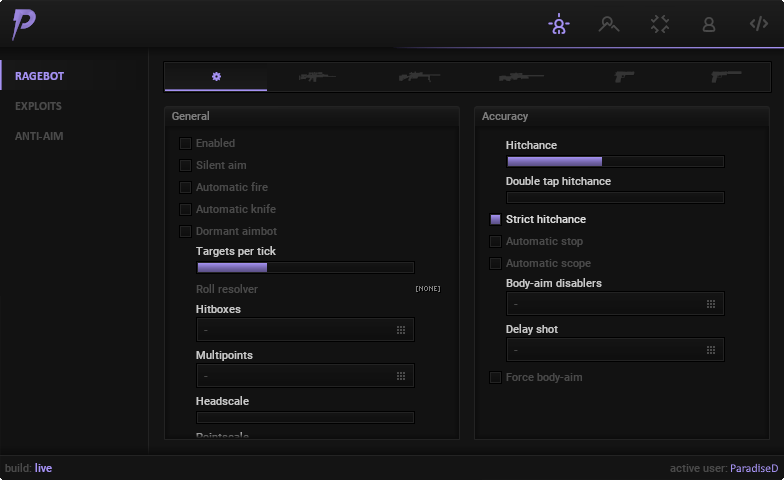 RAGEBOT
EXPLOITS
ANTI-AIM
General
Enabled
Silent aim
Automatic fire
Automatic knife
Dormant aimbot
Targets per tick
Roll resolver [NONE]
Hitboxes
-
Multipoints
-
Headscale
Pointscale
Accuracy
Hitchance
Double tap hitchance
Strict hitchance
Automatic stop
Automatic scope
Body-aim disablers
-
Delay shot
-
Force body-aim
build: live
active user: ParadiseD